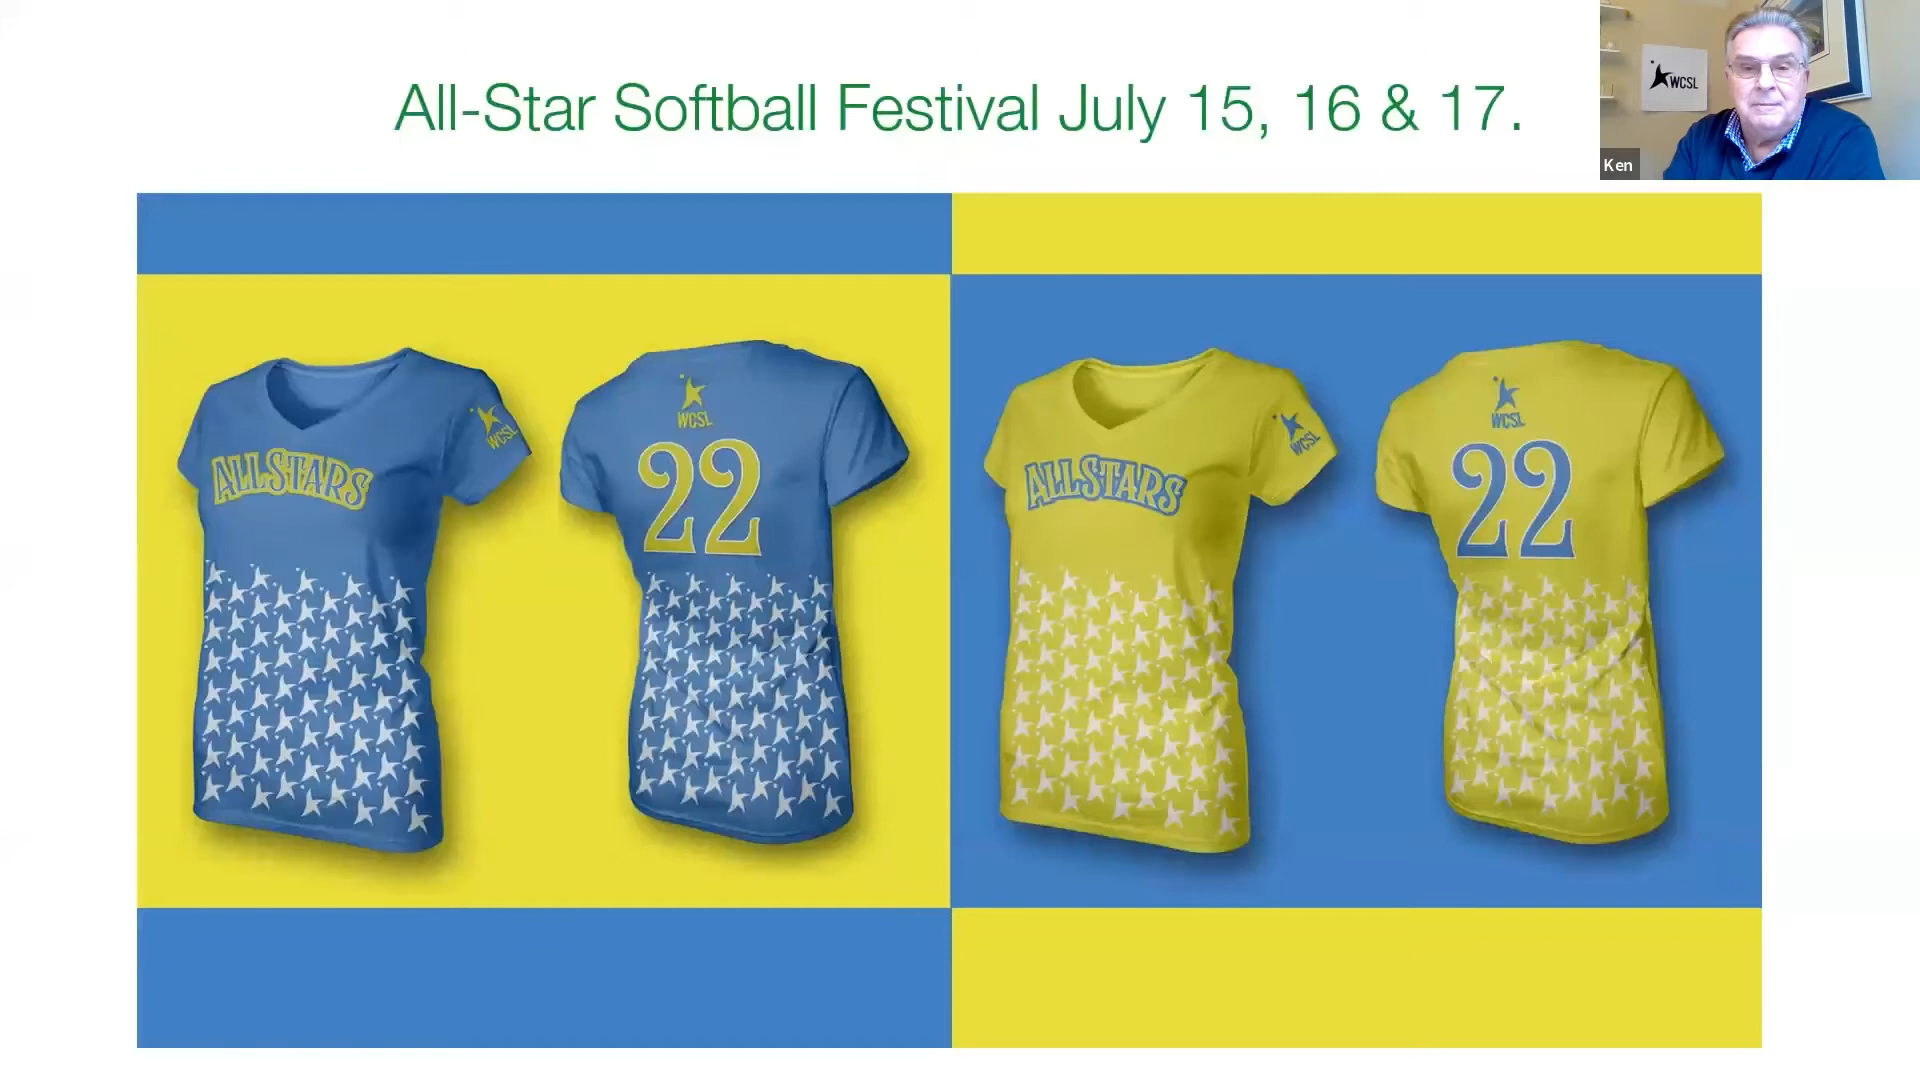 All-Star Softball Festival July 15, 16 & 17.
WCSL
Ken
WCSL
WCSL
ALLSTARS
22
WCSL
WCSL
ALLSTARS
22